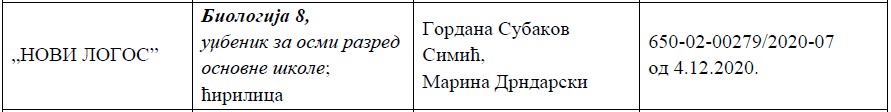 „НОВИ ЛОГОС”
Биологија 8,
уџбеник за осми разред
основне школе;
ћирилица
Гордана Субаков
Симић,
Марина Дрндарски
650-02-00279/2020-07
од 4.12.2020.